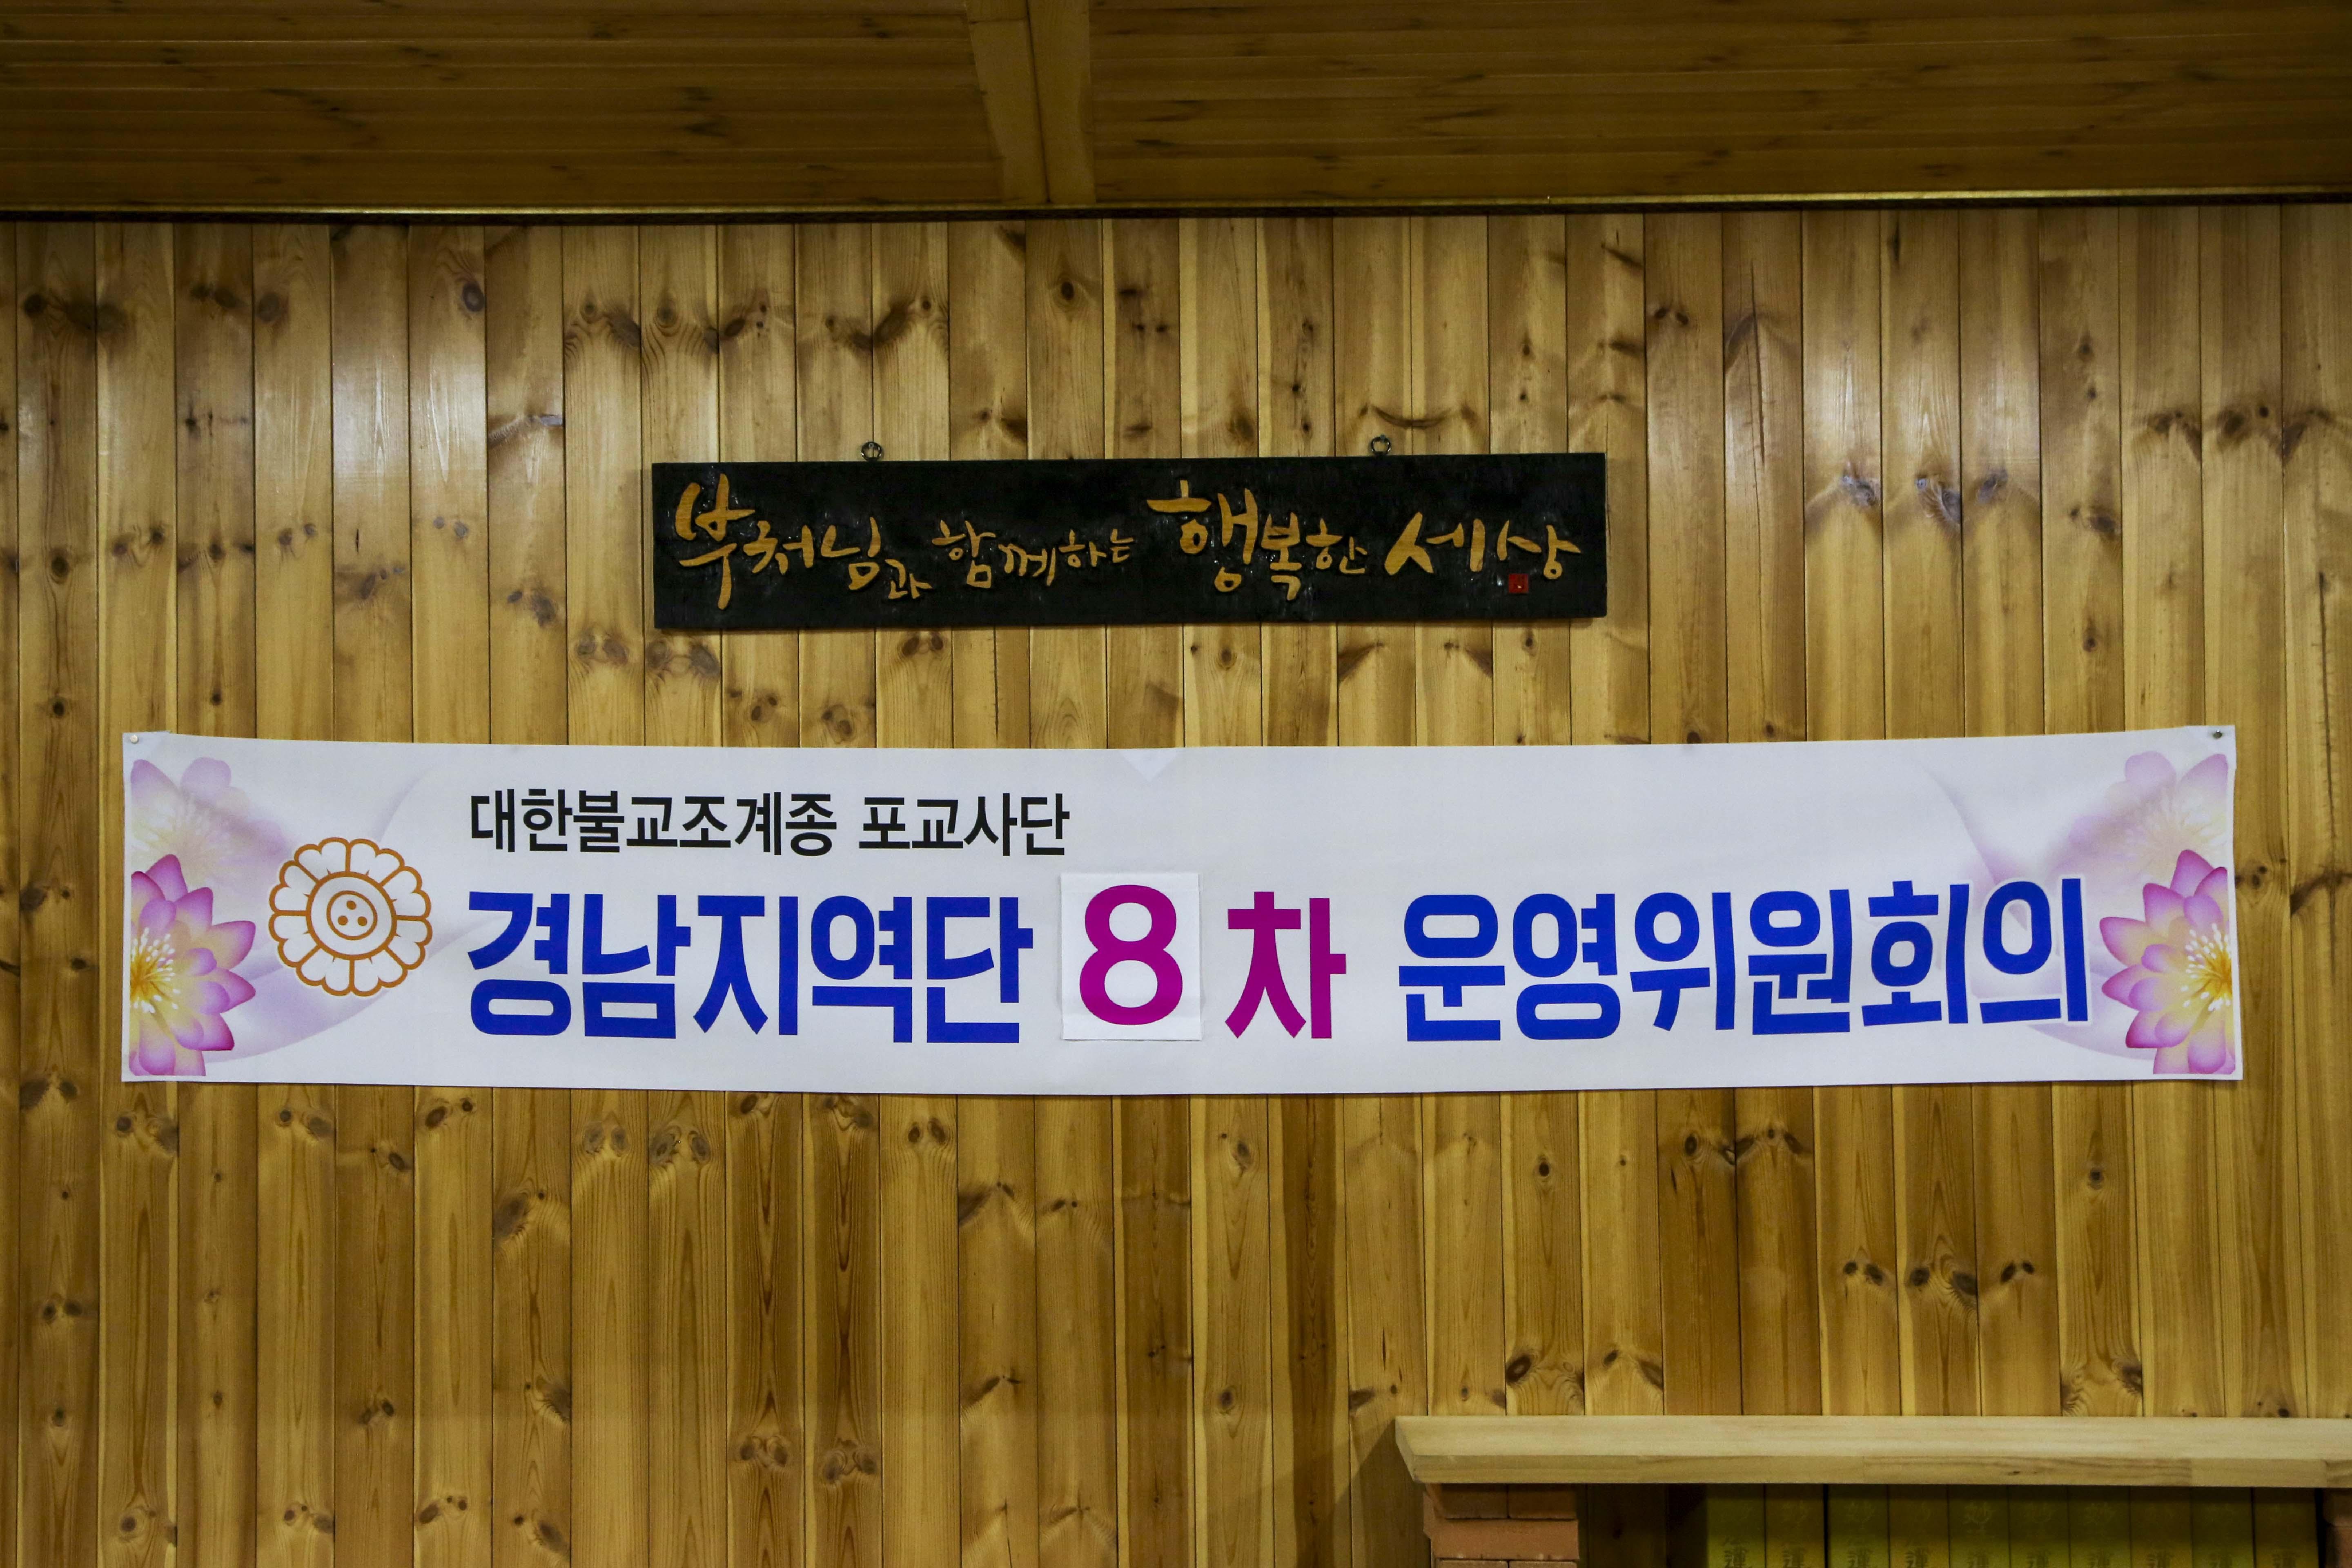 부처님과 함께하는 행복한 세상
대한불교조계종 포교사단
경남지역단 8차 운영위원회의